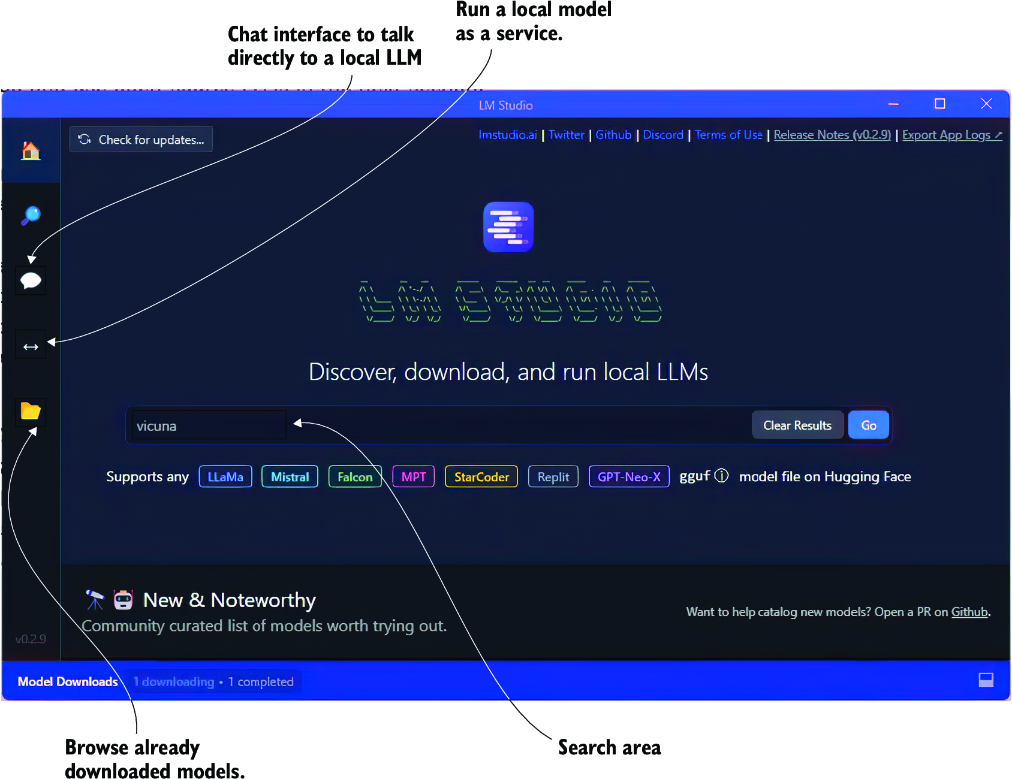 Run a local model
as a service.
Chat interface to talk
directly to a local LLM
LM Studio
Check for updates...
lmstudio.ai | Twitter | Github | Discord | Terms of Use | Release Notes (v0.2.9) | Export App Logs ↗
LM STUDIO
Discover, download, and run local LLMs
vicuna
Clear Results
Go
Supports any LLaMa Mistral Falcon MPT StarCoder Replit GPT-Neo-X gguf ⓘ model file on Hugging Face
New & Noteworthy
Community curated list of models worth trying out.
Want to help catalog new models? Open a PR on Github.
v0.2.9
Model Downloads 1 downloading • 1 completed
Browse already
downloaded models.
Search area